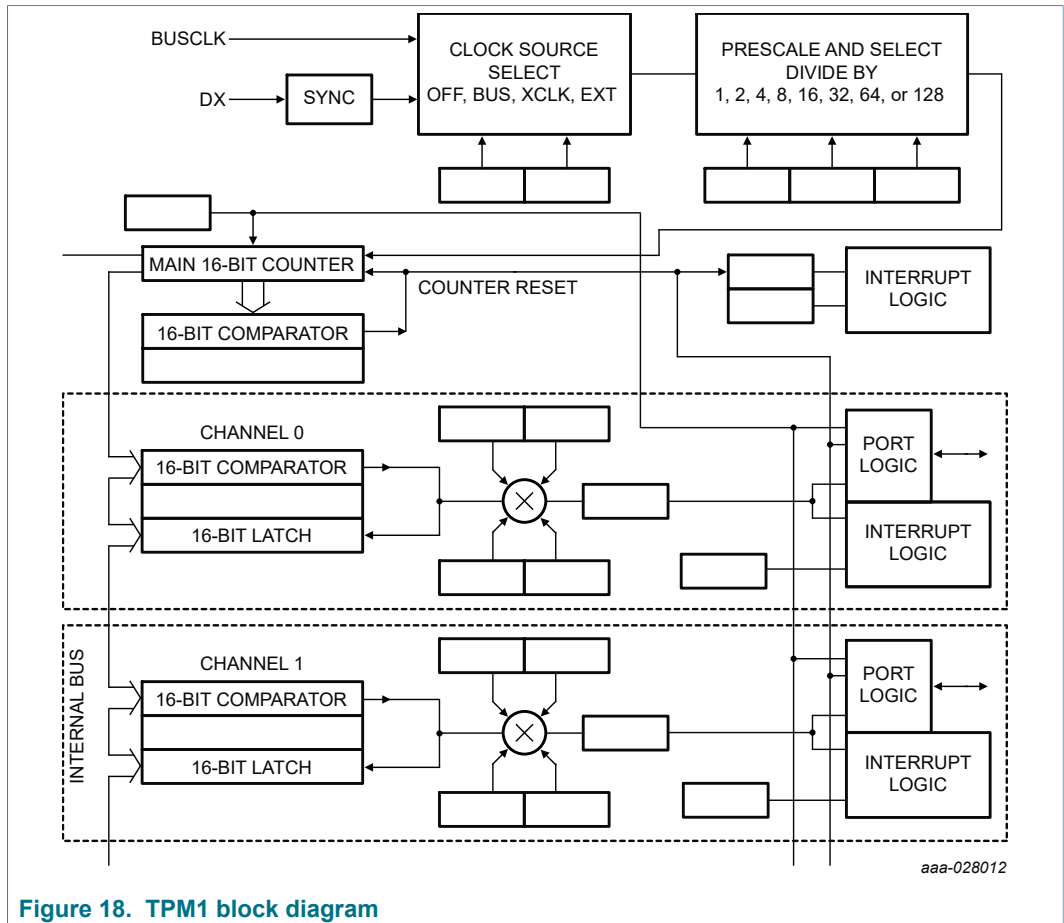 BUSCLK
CLOCK SOURCE
SELECT
OFF, BUS, XCLK, EXT
PRESCALE AND SELECT
DIVIDE BY
1, 2, 4, 8, 16, 32, 64, or 128
DX
SYNC
MAIN 16-BIT COUNTER
COUNTER RESET
INTERRUPT
LOGIC
16-BIT COMPARATOR
CHANNEL 0
16-BIT COMPARATOR
16-BIT LATCH
PORT
LOGIC
INTERRUPT
LOGIC
INTERNAL BUS
CHANNEL 1
16-BIT COMPARATOR
16-BIT LATCH
PORT
LOGIC
INTERRUPT
LOGIC
aaa-028012
Figure 18. TPM1 block diagram